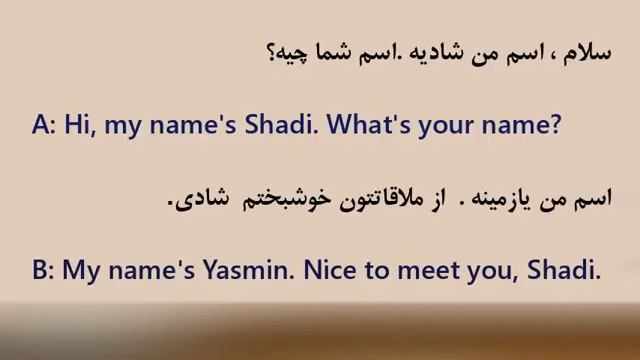 سلام ، اسم من شادیه .اسم شما چیه؟
A: Hi, my name's Shadi. What's your name?
اسم من یازمینه . از ملاقاتتون خوشبختم شادی.
B: My name's Yasmin. Nice to meet you, Shadi.